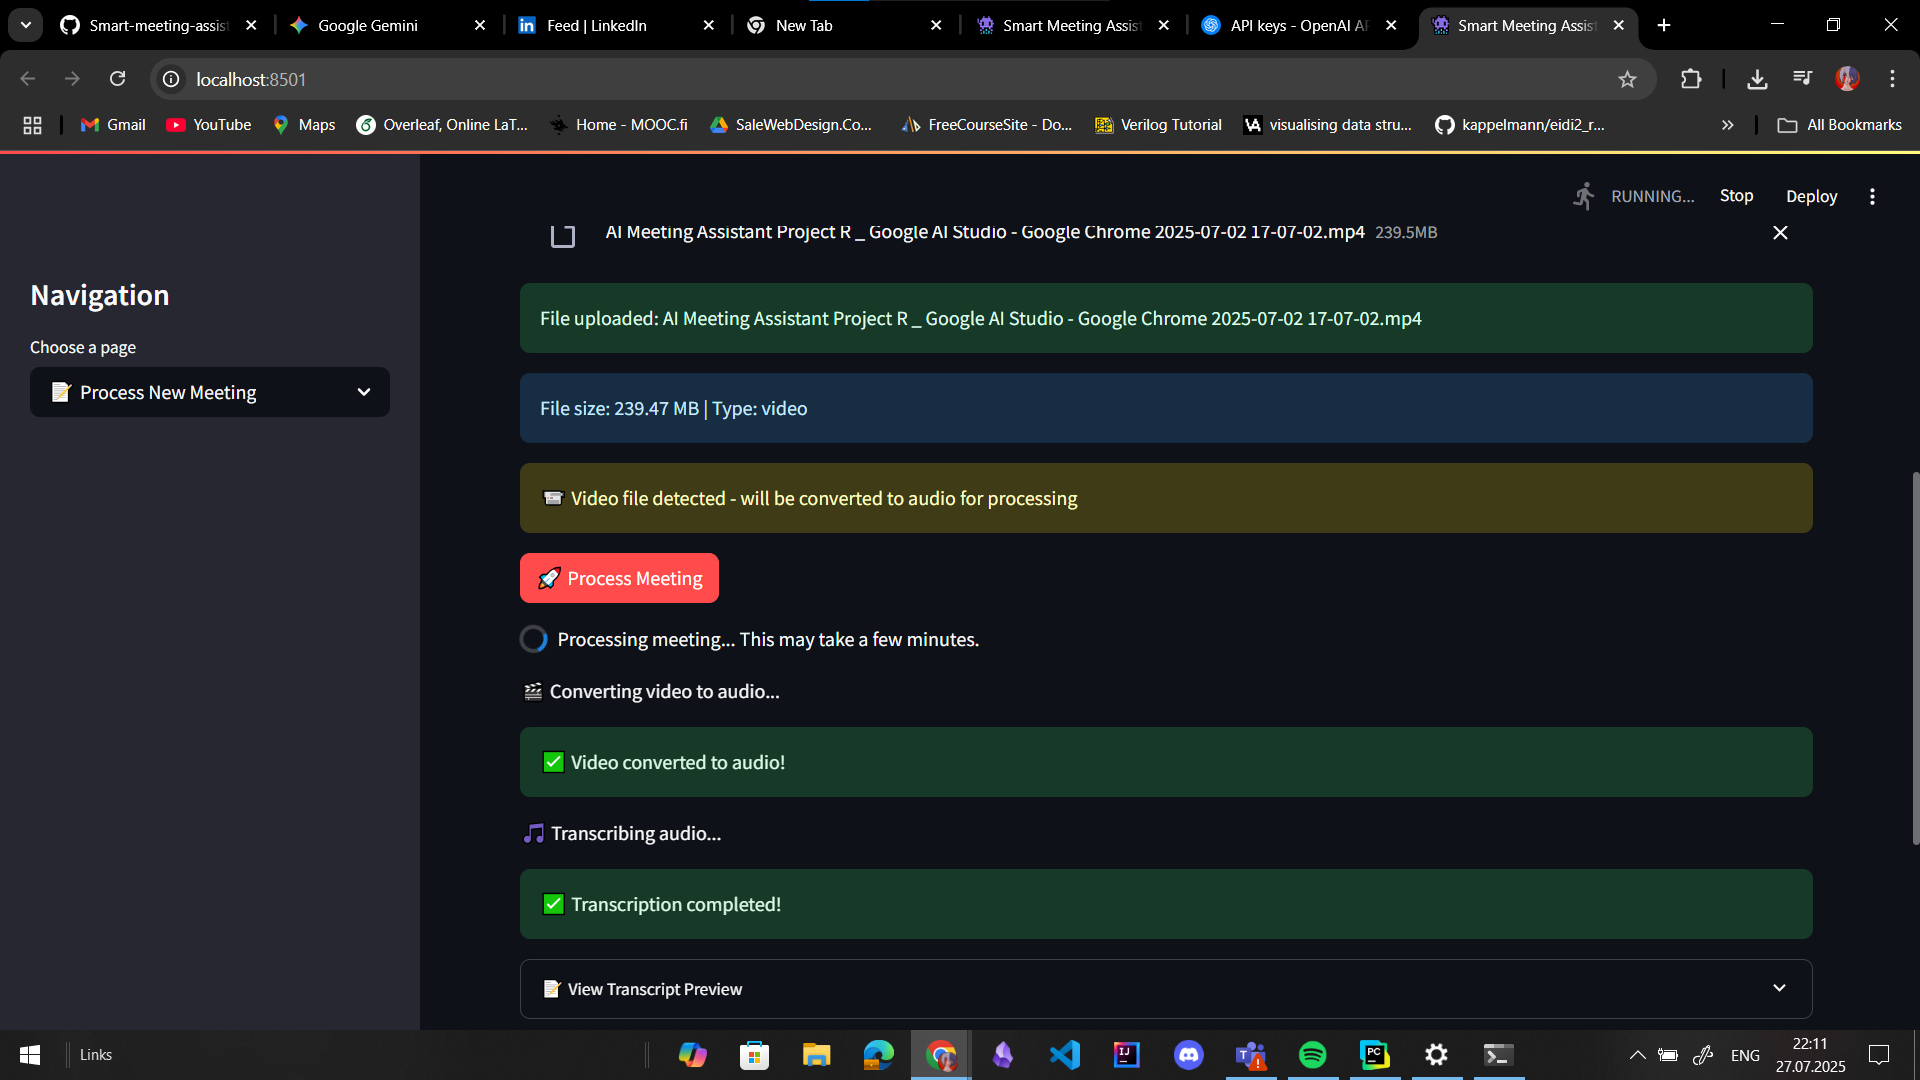 Smart-meeting-assist
Google Gemini
Feed | LinkedIn
New Tab
Smart Meeting Assis
API keys - OpenAI AP
Smart Meeting Assis
localhost:8501
Gmail
YouTube
Maps
Overleaf, Online LaT...
Home - MOOC.fi
SaleWebDesign.Co...
FreeCourseSite - Do...
Verilog Tutorial
visualising data stru...
kappelmann/eidi2_r...
All Bookmarks
RUNNING...
Stop
Deploy
AI Meeting Assistant Project R _ Google AI Studio - Google Chrome 2025-07-02 17-07-02.mp4 239.5MB
Navigation
Choose a page
Process New Meeting
File uploaded: AI Meeting Assistant Project R _ Google AI Studio - Google Chrome 2025-07-02 17-07-02.mp4
File size: 239.47 MB | Type: video
Video file detected - will be converted to audio for processing
Process Meeting
Processing meeting... This may take a few minutes.
Converting video to audio...
Video converted to audio!
Transcribing audio...
Transcription completed!
View Transcript Preview
Links
ENG
22:11
27.07.2025